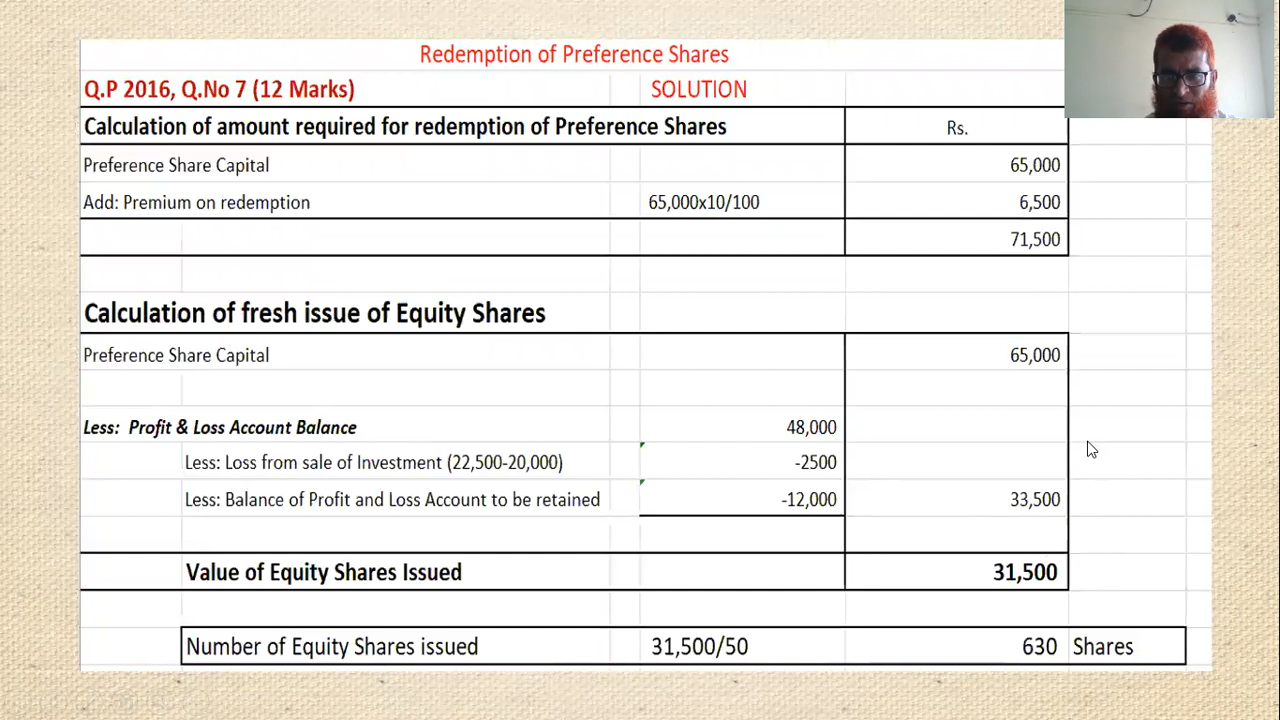 Redemption of Preference Shares
Q.P 2016, Q.No 7 (12 Marks) SOLUTION
Calculation of amount required for redemption of Preference Shares Rs.
Preference Share Capital 65,000
Add: Premium on redemption 65,000x10/100 6,500
71,500
Calculation of fresh issue of Equity Shares
Preference Share Capital 65,000
Less: Profit & Loss Account Balance 48,000
Less: Loss from sale of Investment (22,500-20,000) -2500
Less: Balance of Profit and Loss Account to be retained -12,000 33,500
Value of Equity Shares Issued 31,500
Number of Equity Shares issued 31,500/50 630 Shares